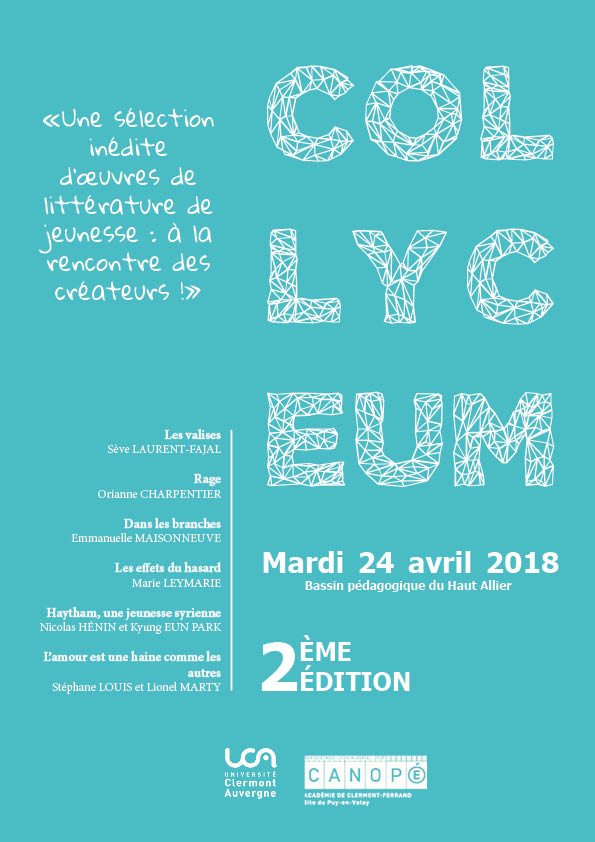 «Une sélection
inédite
d'œuvres de
littérature de
jeunesse : à la
rencontre des
créateurs !»
COL
LYC
EUM
Les valises
Sève LAURENT-FAJAL
Rage
Orianne CHARPENTIER
Dans les branches
Emmanuelle MAISONNEUVE
Les effets du hasard
Marie LEYMARIE
Haytham, une jeunesse syrienne
Nicolas HÉNIN et Kyung EUN PARK
L'amour est une haine comme les
autres
Stéphane LOUIS et Lionel MARTY
Mardi 24 avril 2018
Bassin pédagogique du Haut Allier
2ÈME
ÉDITION
UCA
UNIVERSITÉ
Clermont
Auvergne
CANOPÉ
ACADÉMIE DE CLERMONT-FERRAND
Site du Puy-en-Velay